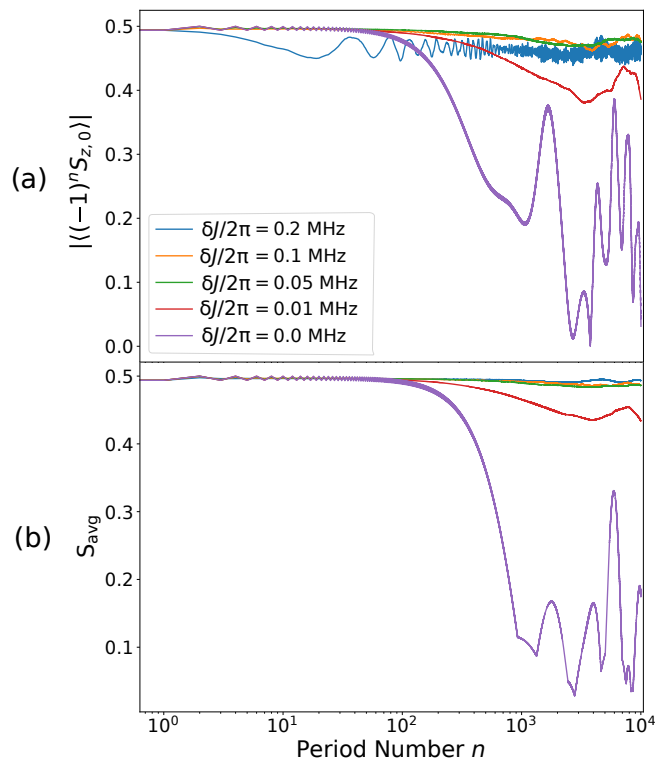 (a)
|⟨(−1)ⁿS_{z,0}⟩|
0.5
0.4
0.3
0.2
0.1
0.0
δJ/2π = 0.2 MHz
δJ/2π = 0.1 MHz
δJ/2π = 0.05 MHz
δJ/2π = 0.01 MHz
δJ/2π = 0.0 MHz
(b)
S_avg
0.5
0.4
0.3
0.2
0.1
10⁰ 10¹ 10² 10³ 10⁴
Period Number n